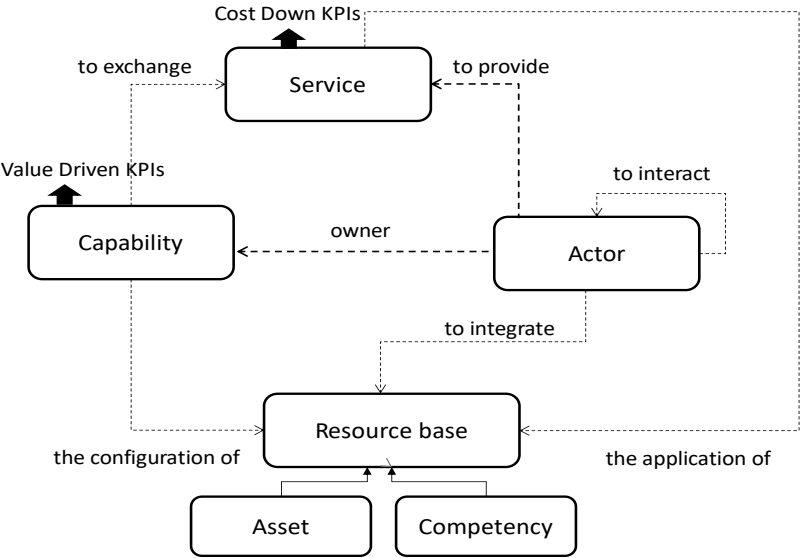 Cost Down KPIs
to exchange
Service
to provide
Value Driven KPIs
to interact
Capability
owner
Actor
to integrate
Resource base
the configuration of
the application of
Asset
Competency